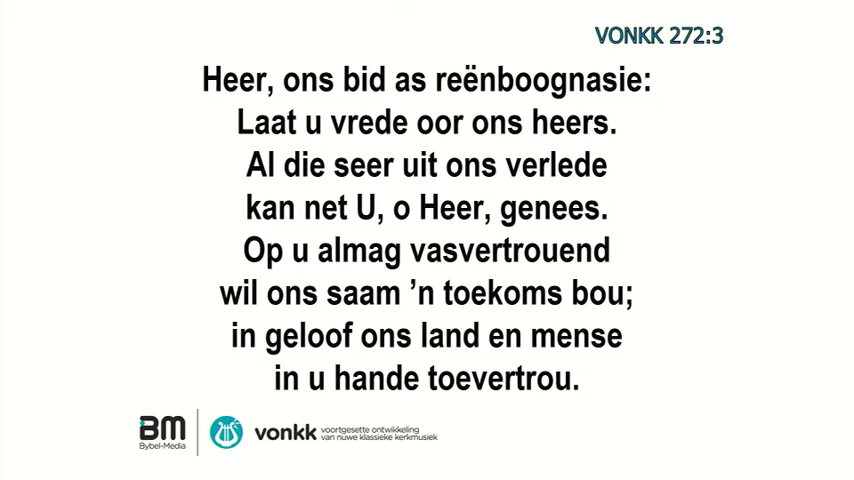 VONKK 272:3
Heer, ons bid as reënboognasie:
Laat u vrede oor ons heers.
Al die seer uit ons verlede
kan net U, o Heer, genees.
Op u almag vasvertrouend
wil ons saam ’n toekoms bou;
in geloof ons land en mense
in u hande toevertrou.
BM
Bybel-Media
vonkk
voortgesette ontwikkeling
van nuwe klassieke kerkmusiek